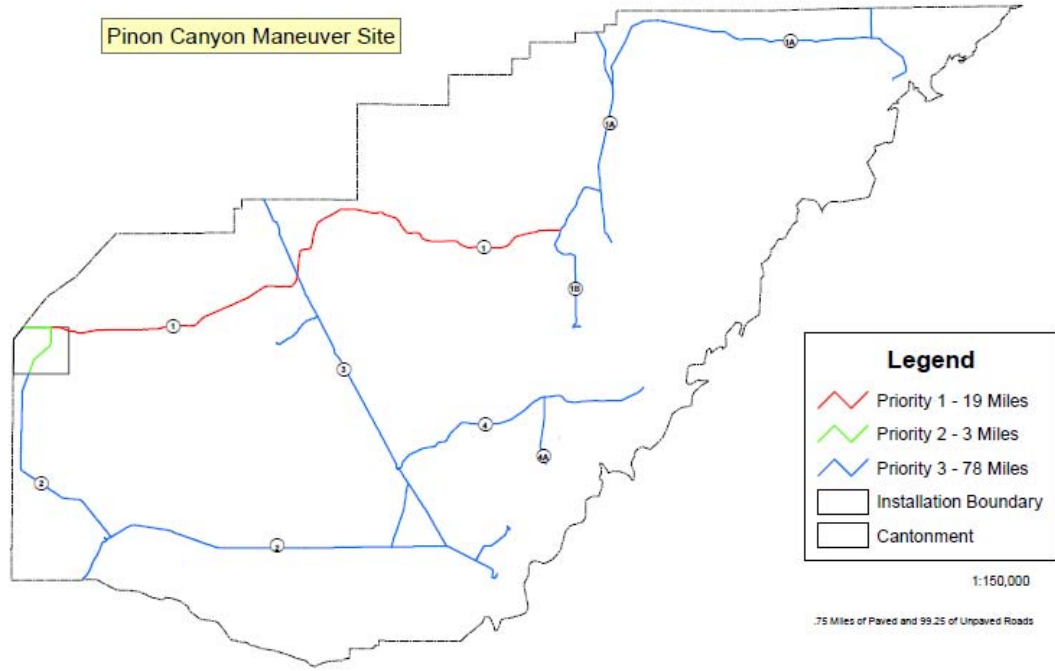 Pinon Canyon Maneuver Site
1A
1A
1
1B
1
3
4
4A
2
2
Legend
Priority 1 - 19 Miles
Priority 2 - 3 Miles
Priority 3 - 78 Miles
Installation Boundary
Cantonment
1:150,000
.75 Miles of Paved and 99.25 of Unpaved Roads